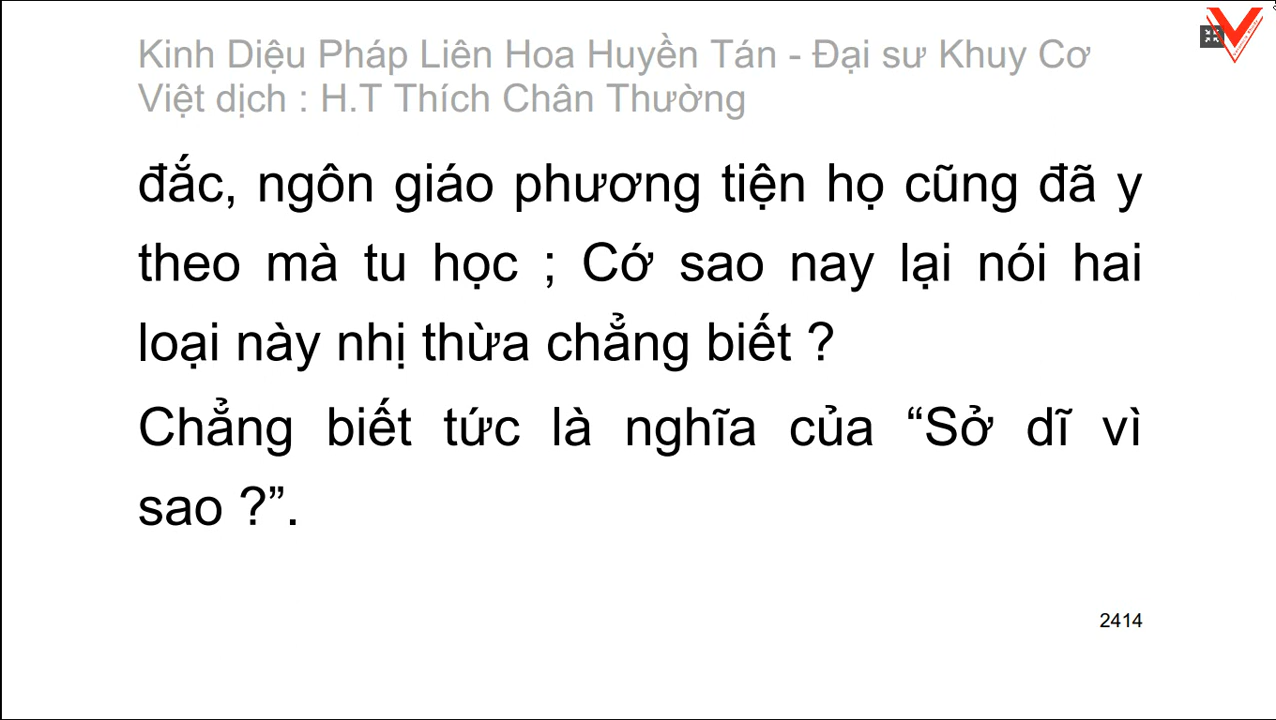 Kinh Diệu Pháp Liên Hoa Huyền Tán - Đại sư Khuy Cơ
Việt dịch : H.T Thích Chân Thường
đắc, ngôn giáo phương tiện họ cũng đã y
theo mà tu học ; Cớ sao nay lại nói hai
loại này nhị thừa chẳng biết ?
Chẳng biết tức là nghĩa của “Sở dĩ vì
sao ?”.
2414